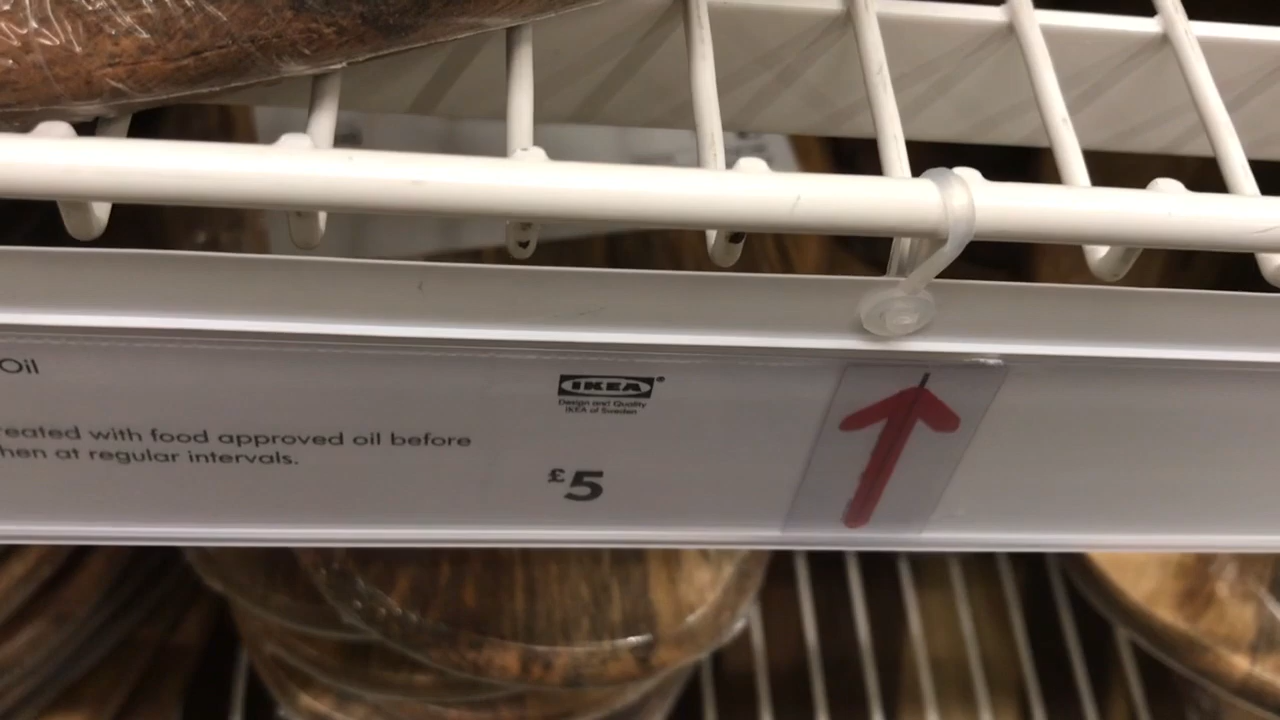 Oil
reated with food approved oil before
hen at regular intervals.
IKEA®
Design and Quality
IKEA of Sweden
£5